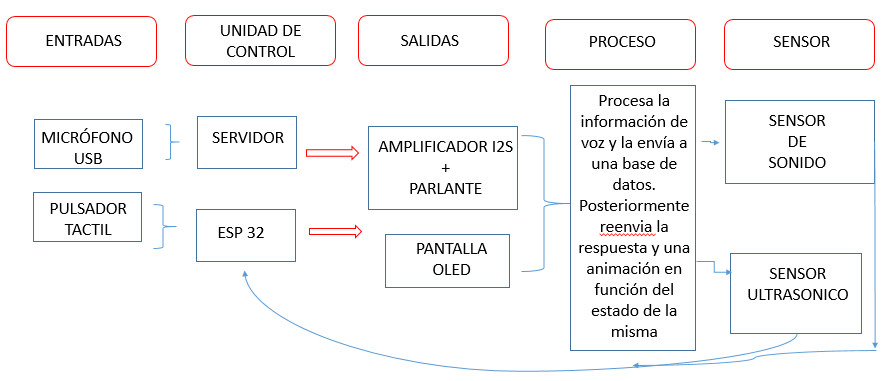 ENTRADAS
UNIDAD DE
CONTROL
SALIDAS
PROCESO
SENSOR
MICRÓFONO
USB
PULSADOR
TACTIL
SERVIDOR
ESP 32
AMPLIFICADOR I2S
+
PARLANTE
PANTALLA
OLED
Procesa la
información de
voz y la envía a
una base de
datos.
Posteriormente
reenvia la
respuesta y una
animación en
función del
estado de la
misma
SENSOR
DE
SONIDO
SENSOR
ULTRASONICO